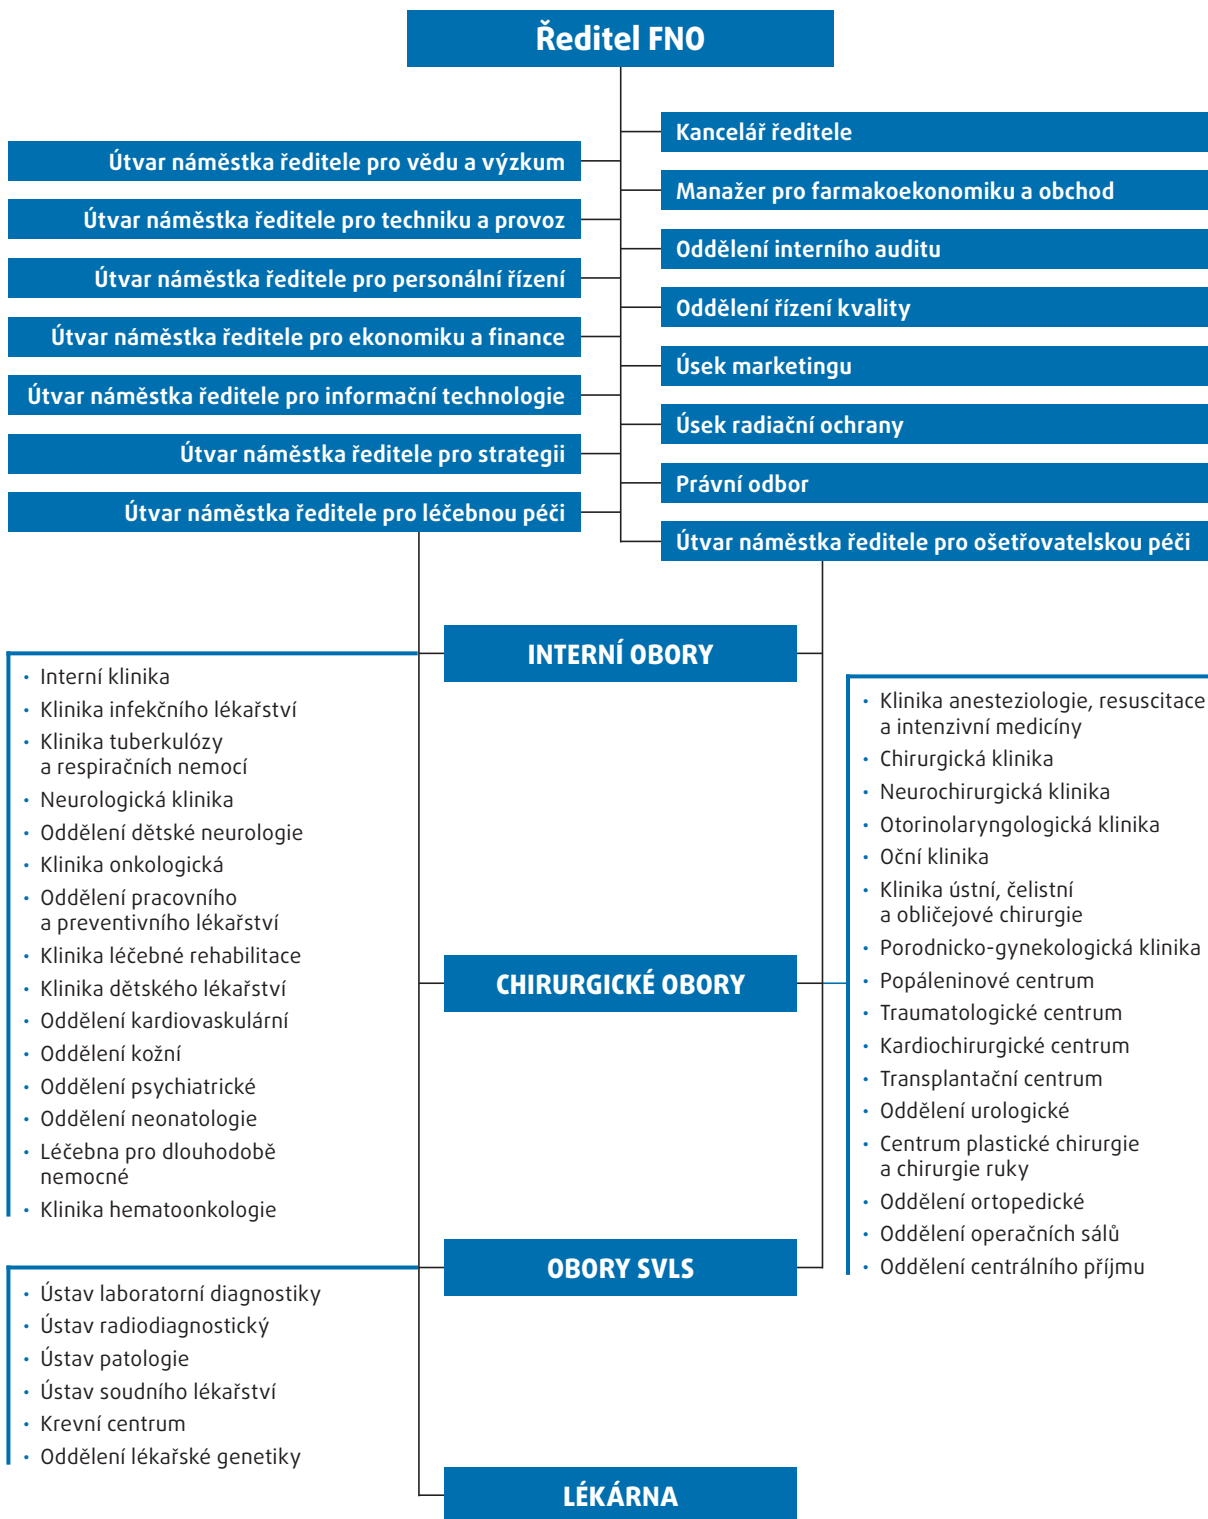 Ředitel FNO
Útvar náměstka ředitele pro vědu a výzkum
Útvar náměstka ředitele pro techniku a provoz
Útvar náměstka ředitele pro personální řízení
Útvar náměstka ředitele pro ekonomiku a finance
Útvar náměstka ředitele pro informační technologie
Útvar náměstka ředitele pro strategii
Útvar náměstka ředitele pro léčebnou péči
Kancelář ředitele
Manažer pro farmakoekonomiku a obchod
Oddělení interního auditu
Oddělení řízení kvality
Úsek marketingu
Úsek radiační ochrany
Právní odbor
Útvar náměstka ředitele pro ošetřovatelskou péči
INTERNÍ OBORY
• Interní klinika
• Klinika infekčního lékařství
• Klinika tuberkulózy
a respiračních nemocí
• Neurologická klinika
• Oddělení dětské neurologie
• Klinika onkologická
• Oddělení pracovního
a preventivního lékařství
• Klinika léčebné rehabilitace
• Klinika dětského lékařství
• Oddělení kardiovaskulární
• Oddělení kožní
• Oddělení psychiatrické
• Oddělení neonatologie
• Léčebna pro dlouhodobě
nemocné
• Klinika hematoonkologie
CHIRURGICKÉ OBORY
• Klinika anesteziologie, resuscitace
a intenzivní medicíny
• Chirurgická klinika
• Neurochirurgická klinika
• Otorinolaryngologická klinika
• Oční klinika
• Klinika ústní, čelistní
a obličejové chirurgie
• Porodnicko-gynekologická klinika
• Popáleninové centrum
• Traumatologické centrum
• Kardiochirurgické centrum
• Transplantační centrum
• Oddělení urologické
• Centrum plastické chirurgie
a chirurgie ruky
• Oddělení ortopedické
• Oddělení operačních sálů
• Oddělení centrálního příjmu
OBORY SVLS
• Ústav laboratorní diagnostiky
• Ústav radiodiagnostický
• Ústav patologie
• Ústav soudního lékařství
• Krevní centrum
• Oddělení lékařské genetiky
LÉKÁRNA